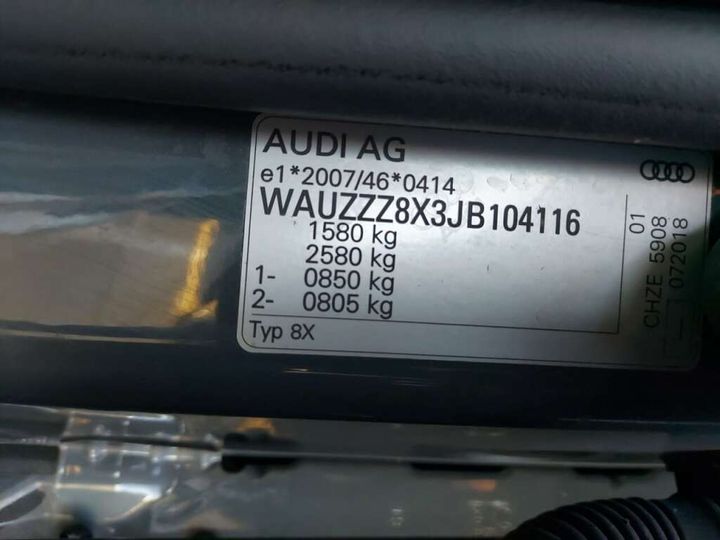 AUDI AG
e1*2007/46*0414
WAUZZZ8X3JB104116
1580 kg
2580 kg
1- 0850 kg
2- 0805 kg
Typ 8X
01
CHZE 5908
072018